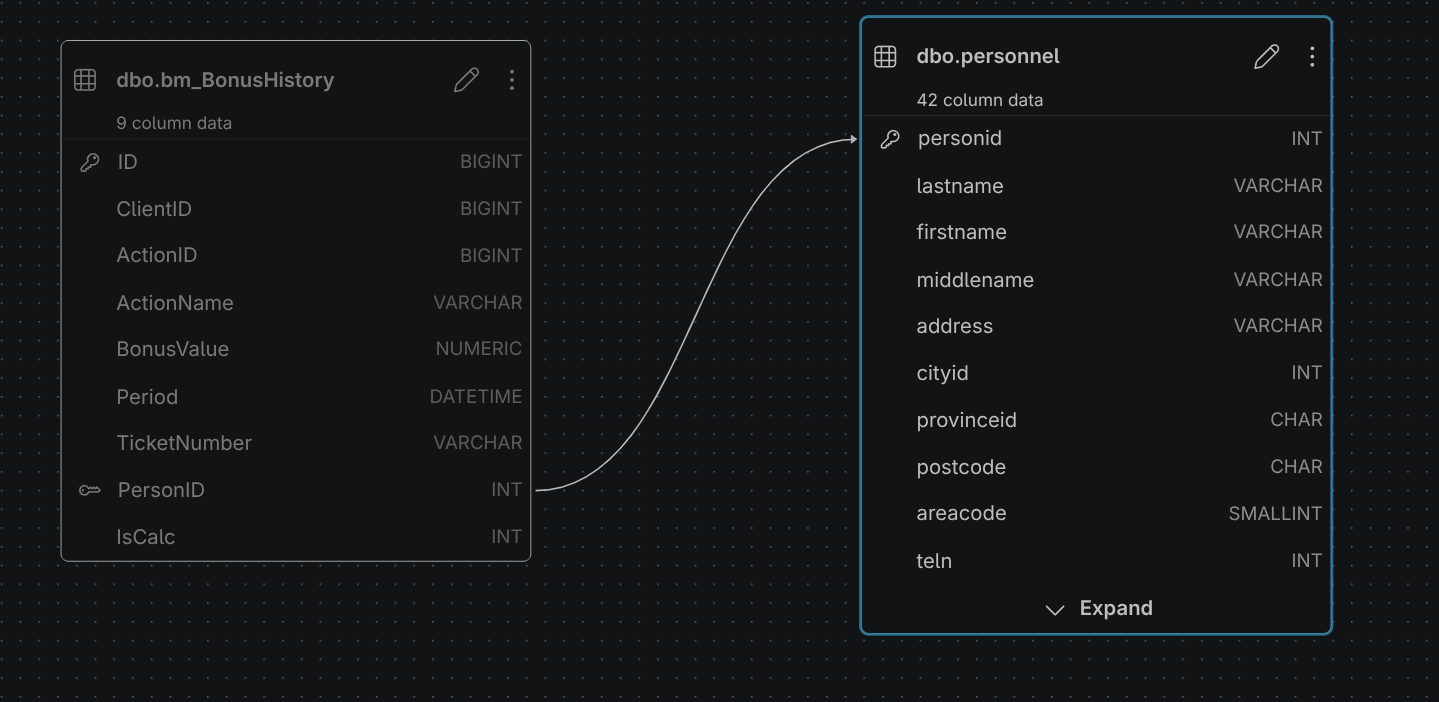 dbo.bm_BonusHistory
9 column data
ID BIGINT
ClientID BIGINT
ActionID BIGINT
ActionName VARCHAR
BonusValue NUMERIC
Period DATETIME
TicketNumber VARCHAR
PersonID INT
IsCalc INT
dbo.personnel
42 column data
personid INT
lastname VARCHAR
firstname VARCHAR
middlename VARCHAR
address VARCHAR
cityid INT
provinceid CHAR
postcode CHAR
areacode SMALLINT
teln INT
Expand